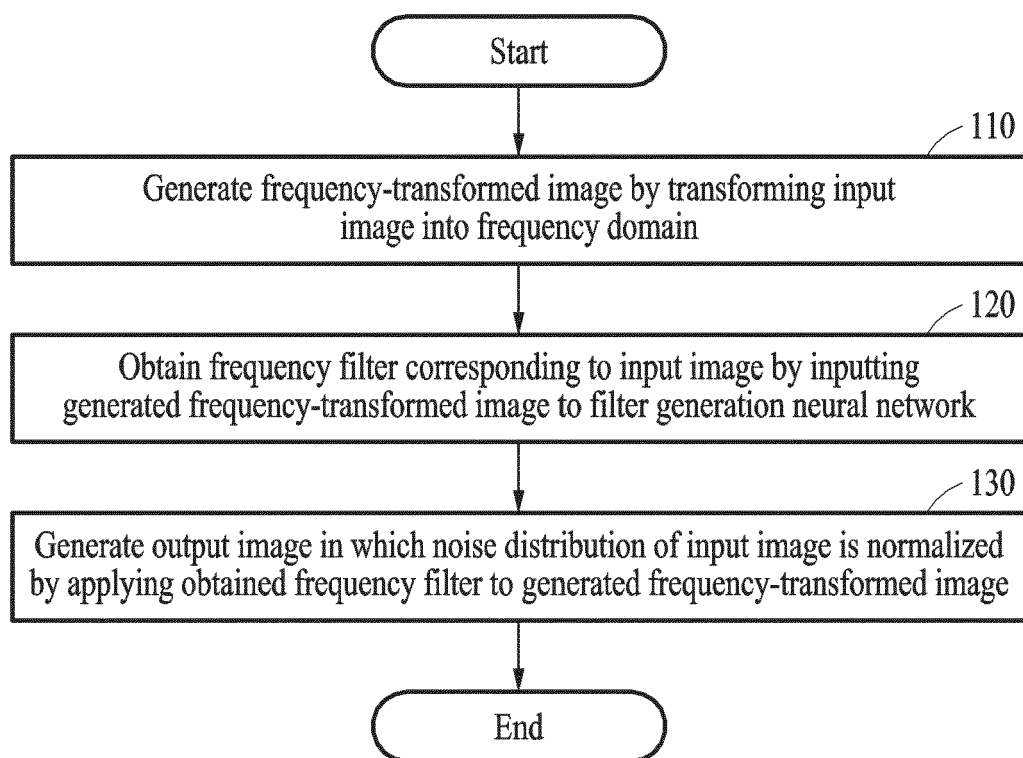 Start
110
Generate frequency-transformed image by transforming input
image into frequency domain
120
Obtain frequency filter corresponding to input image by inputting
generated frequency-transformed image to filter generation neural network
130
Generate output image in which noise distribution of input image is normalized
by applying obtained frequency filter to generated frequency-transformed image
End